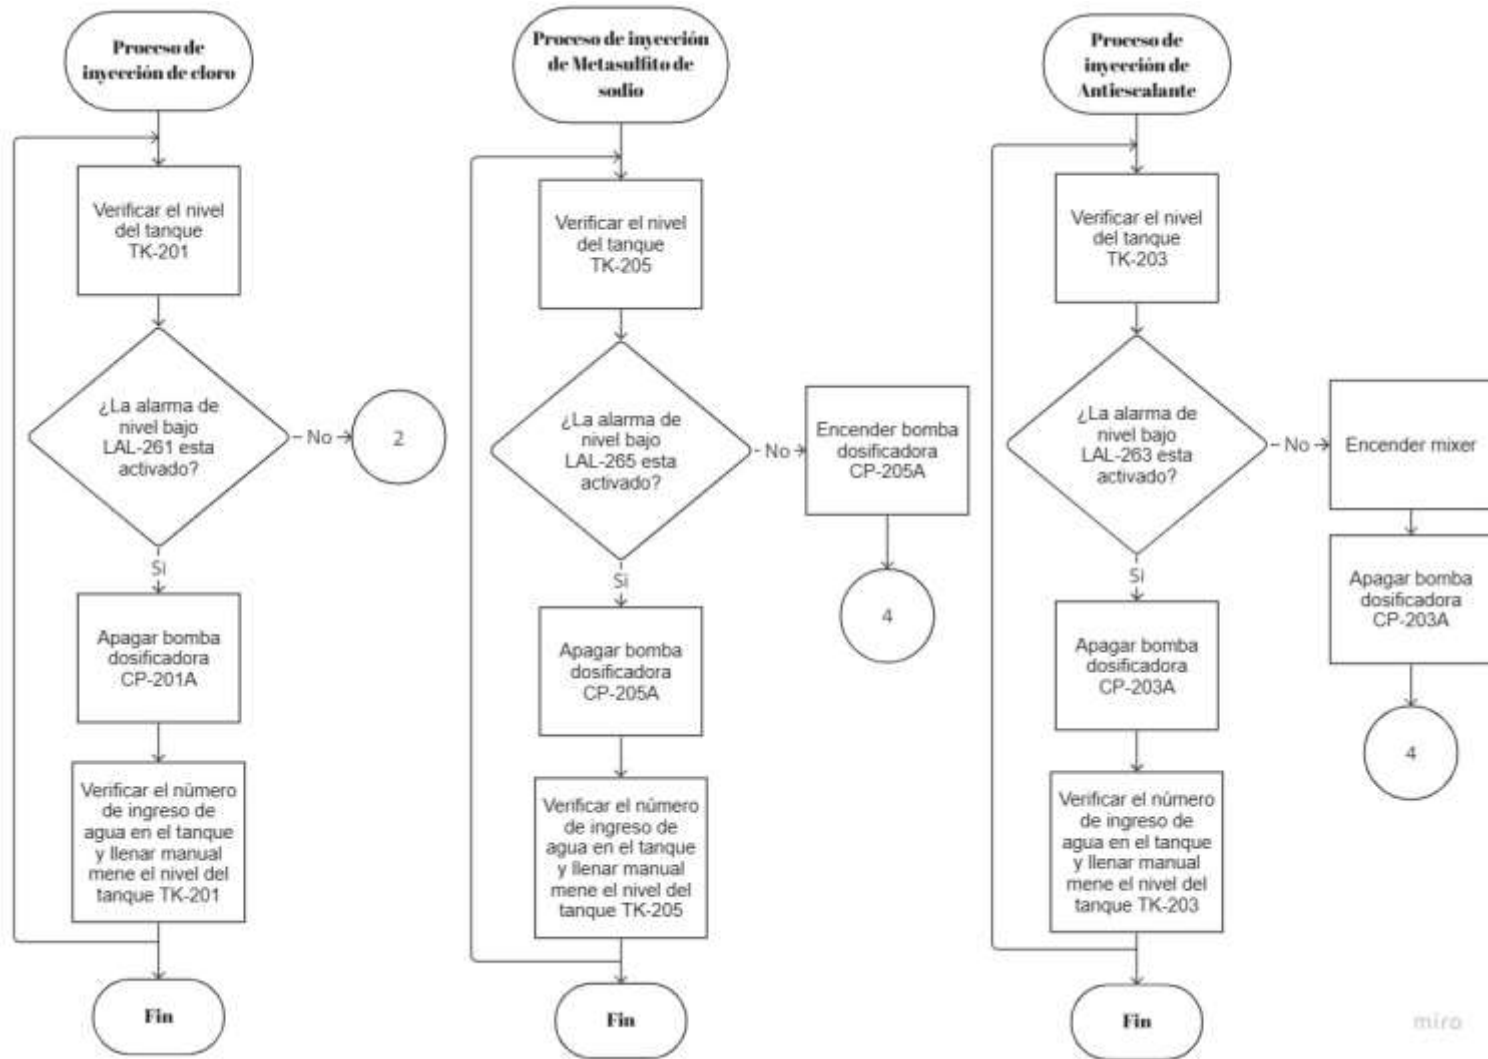 Proceso de
inyección de cloro
Verificar el nivel
del tanque
TK-201
¿La alarma de
nivel bajo
LAL-261 esta
activado?
No
2
Si
Apagar bomba
dosificadora
CP-201A
Verificar el número
de ingreso de
agua en el tanque
y llenar manual
mene el nivel del
tanque TK-201
Fin
Proceso de inyección
de Metasulfito de
sodio
Verificar el nivel
del tanque
TK-205
¿La alarma de
nivel bajo
LAL-265 esta
activado?
No
Encender bomba
dosificadora
CP-205A
4
Si
Apagar bomba
dosificadora
CP-205A
Verificar el número
de ingreso de
agua en el tanque
y llenar manual
mene el nivel del
tanque TK-205
Fin
Proceso de
inyección de
Antiescalante
Verificar el nivel
del tanque
TK-203
¿La alarma de
nivel bajo
LAL-263 esta
activado?
No
Encender mixer
Apagar bomba
dosificadora
CP-203A
4
Si
Apagar bomba
dosificadora
CP-203A
Verificar el número
de ingreso de
agua en el tanque
y llenar manual
mene el nivel del
tanque TK-203
Fin
miro